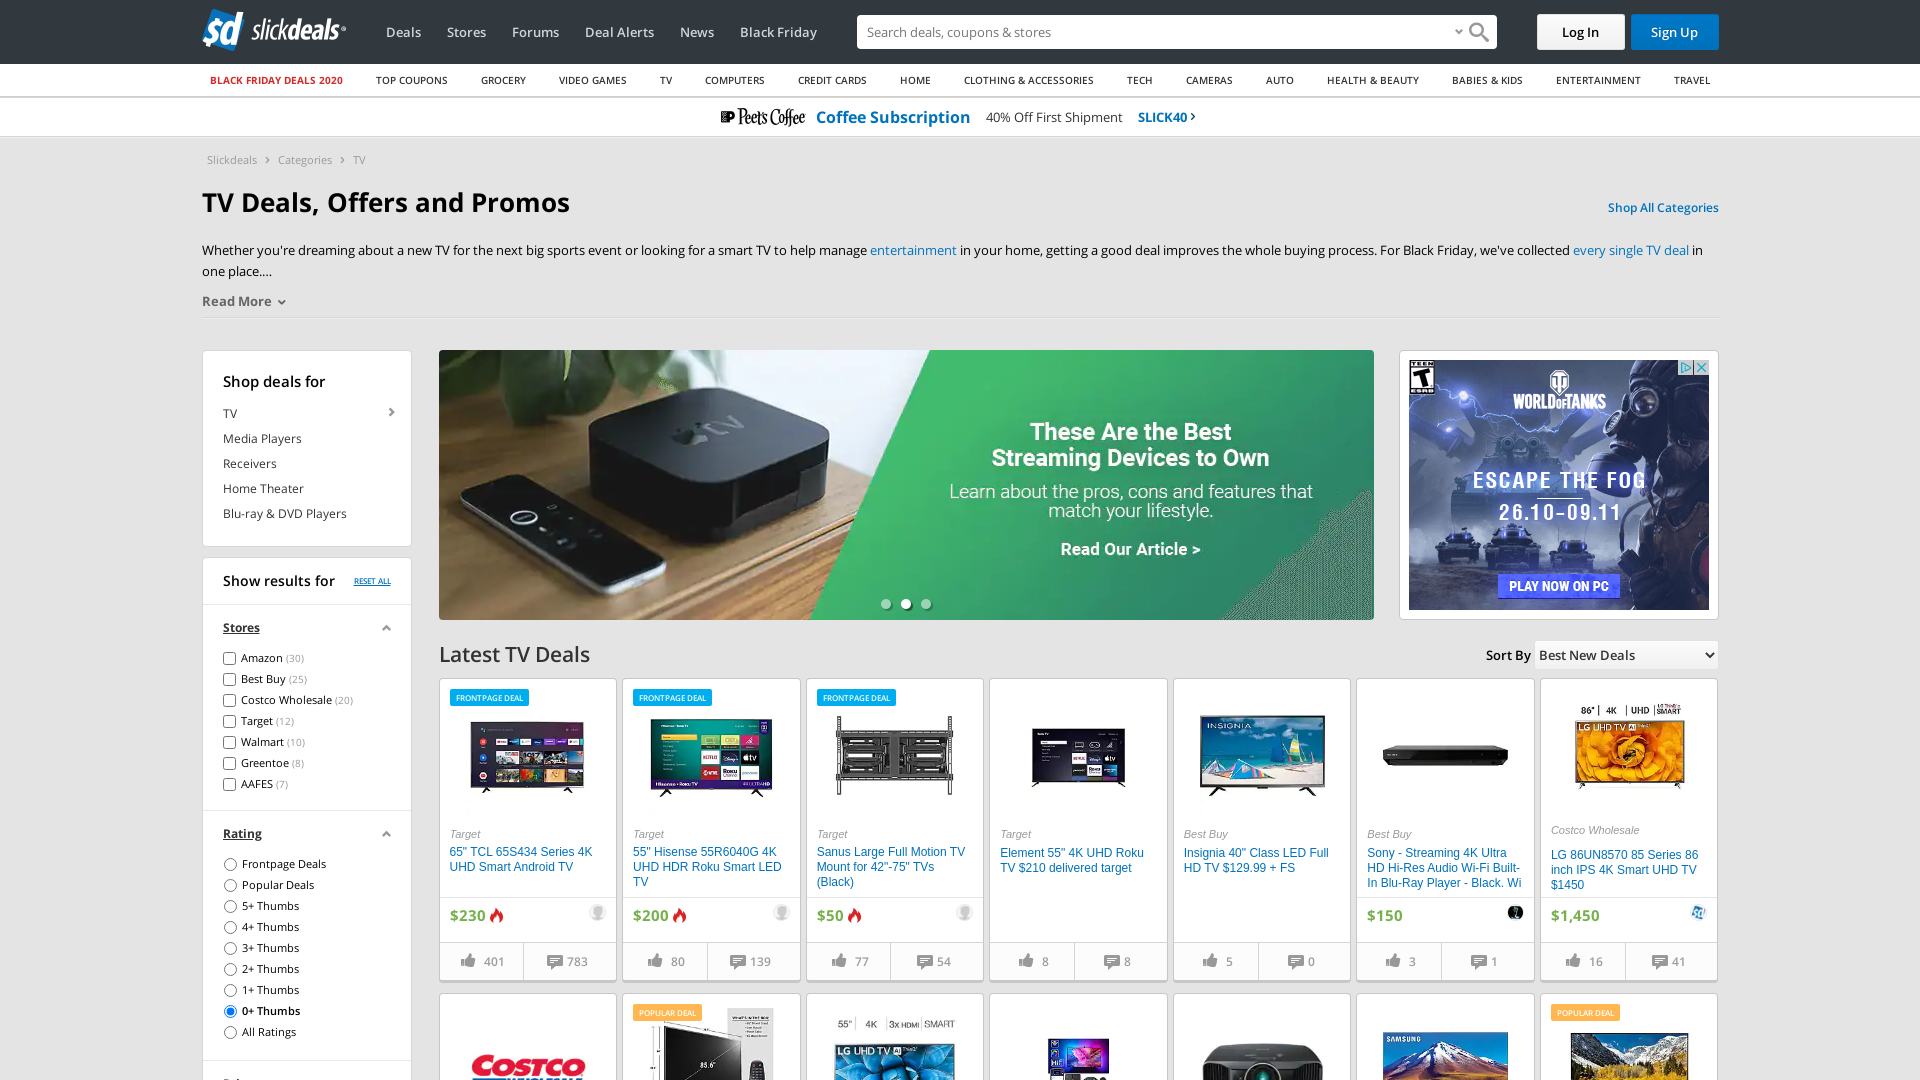 slickdeals
Deals
Stores
Forums
Deal Alerts
News
Black Friday
Search deals, coupons & stores
Log In
Sign Up
BLACK FRIDAY DEALS 2020
TOP COUPONS
GROCERY
VIDEO GAMES
TV
COMPUTERS
CREDIT CARDS
HOME
CLOTHING & ACCESSORIES
TECH
CAMERAS
AUTO
HEALTH & BEAUTY
BABIES & KIDS
ENTERTAINMENT
TRAVEL
Peet's Coffee Coffee Subscription 40% Off First Shipment SLICK40
Slickdeals > Categories > TV
TV Deals, Offers and Promos
Shop All Categories
Whether you're dreaming about a new TV for the next big sports event or looking for a smart TV to help manage entertainment in your home, getting a good deal improves the whole buying process. For Black Friday, we've collected every single TV deal in
one place....
Read More
Shop deals for
TV
Media Players
Receivers
Home Theater
Blu-ray & DVD Players
Show results for
RESET ALL
Stores
Amazon (30)
Best Buy (25)
Costco Wholesale (20)
Target (12)
Walmart (10)
Greentoe (8)
AAFES (7)
Rating
Frontpage Deals
Popular Deals
5+ Thumbs
4+ Thumbs
3+ Thumbs
2+ Thumbs
1+ Thumbs
0+ Thumbs
All Ratings
tv
These Are the Best
Streaming Devices to Own
Learn about the pros, cons and features that
match your lifestyle.
Read Our Article >
TEEN
T
ESRB
WORLD OF TANKS
ESCAPE THE FOG
26.10-09.11
PLAY NOW ON PC
Latest TV Deals
Sort By
Best New Deals
FRONTPAGE DEAL
Target
65" TCL 65S434 Series 4K
UHD Smart Android TV
$230
401
783
FRONTPAGE DEAL
Target
55" Hisense 55R6040G 4K
UHD HDR Roku Smart LED
TV
$200
80
139
FRONTPAGE DEAL
Target
Sanus Large Full Motion TV
Mount for 42"-75" TVs
(Black)
$50
77
54
Target
Element 55" 4K UHD Roku
TV $210 delivered target
8
8
INSIGNIA
Best Buy
Insignia 40" Class LED Full
HD TV $129.99 + FS
5
0
Best Buy
Sony - Streaming 4K Ultra
HD Hi-Res Audio Wi-Fi Built-
In Blu-Ray Player - Black. Wi
$150
3
1
86" | 4K | UHD | SMART
LG UHD TV AI ThinQ
Costco Wholesale
LG 86UN8570 85 Series 86
inch IPS 4K Smart UHD TV
$1450
$1,450
16
41
COSTCO
WHOLESALE
POPULAR DEAL
85.6"
55" | 4K | 3x HDMI | SMART
LG UHD TV AI ThinQ
SAMSUNG
POPULAR DEAL